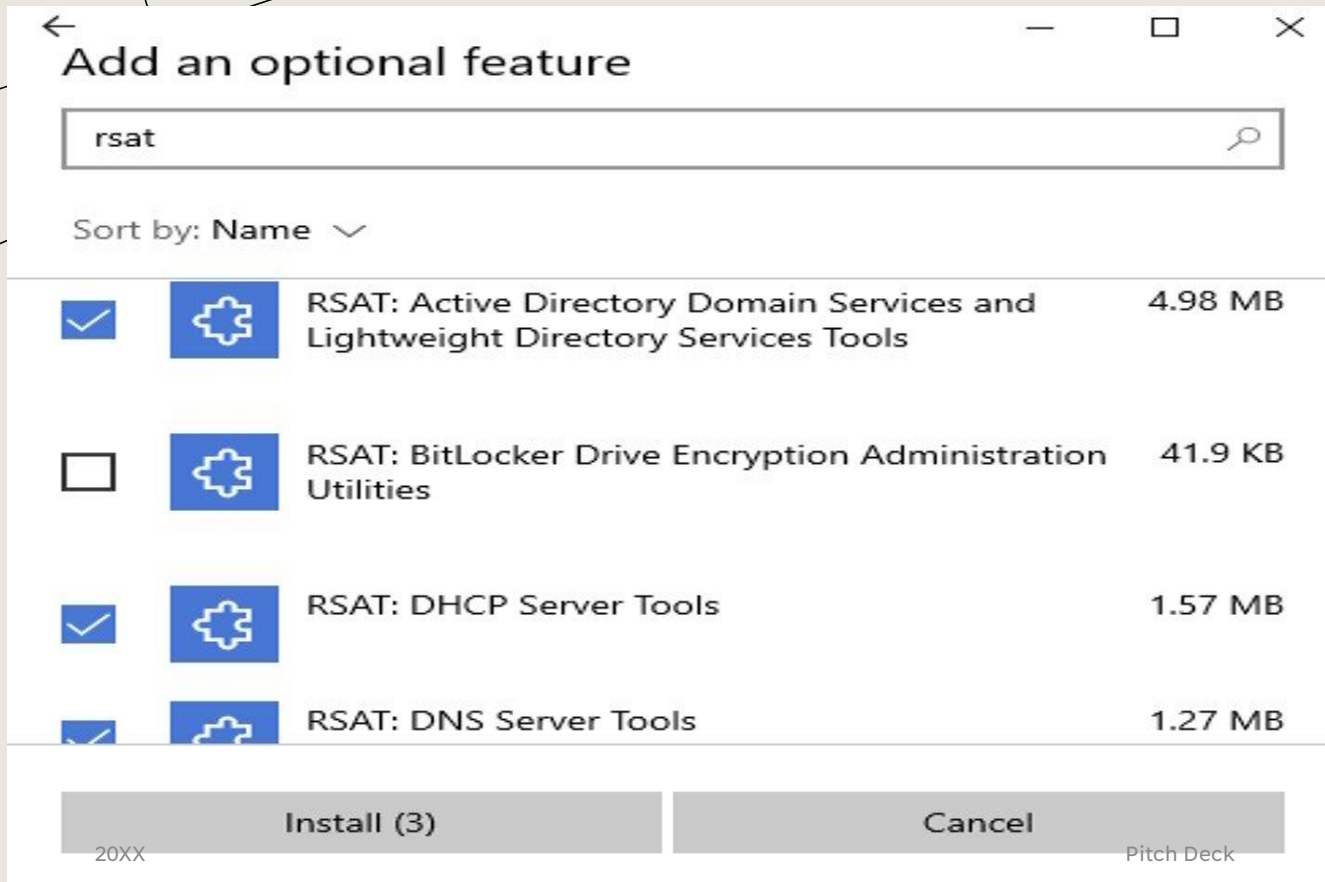 Add an optional feature
rsat
Sort by: Name
RSAT: Active Directory Domain Services and
Lightweight Directory Services Tools
4.98 MB
RSAT: BitLocker Drive Encryption Administration
Utilities
41.9 KB
RSAT: DHCP Server Tools
1.57 MB
RSAT: DNS Server Tools
1.27 MB
Install (3)
Cancel
20XX
Pitch Deck